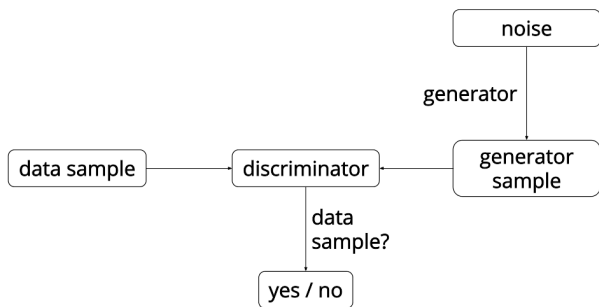 noise
generator
data sample
discriminator
generator
sample
data
sample?
yes / no